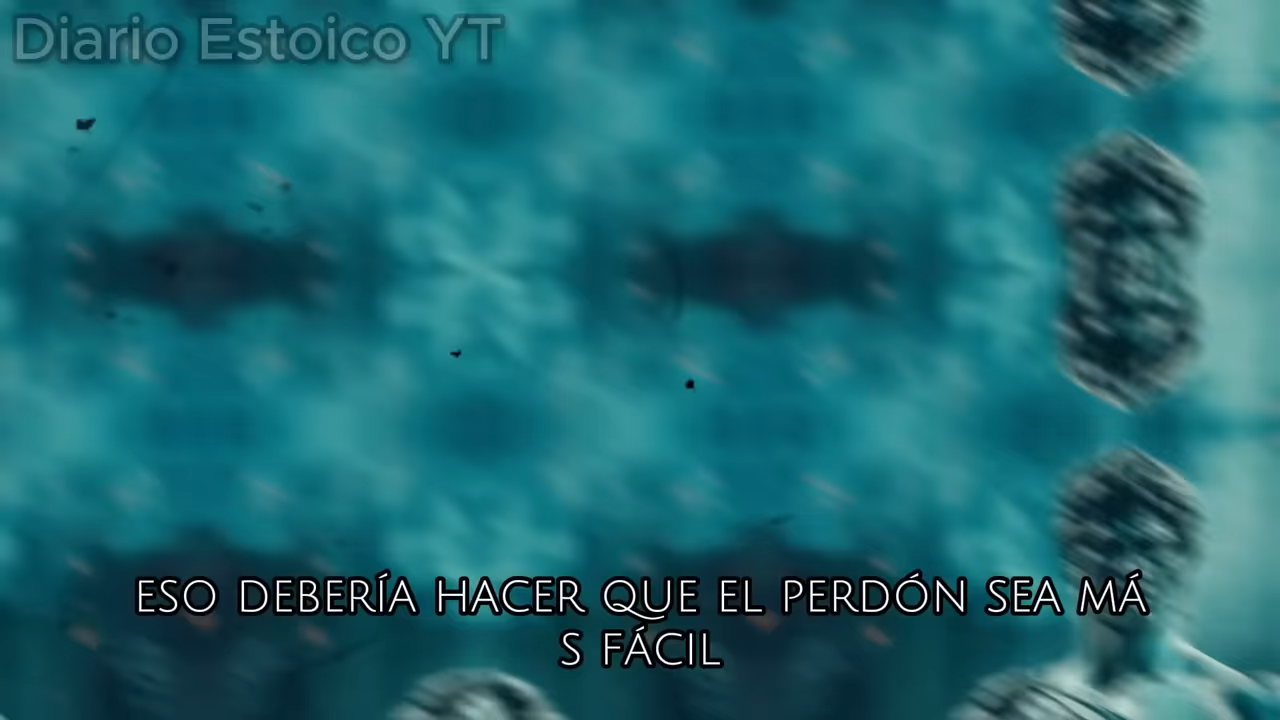 Diario Estoico YT
ESO DEBERÍA HACER QUE EL PERDÓN SEA MÁ
S FÁCIL